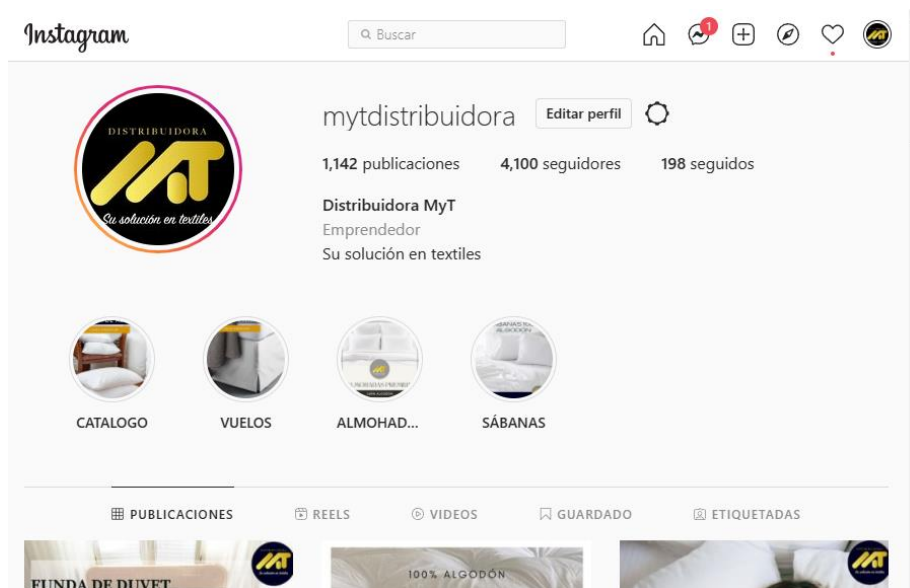 Instagram
Buscar
1
DISTRIBUIDORA
MyT
Su solución en textiles
mytdistribuidora
Editar perfil
1,142 publicaciones 4,100 seguidores 198 seguidos
Distribuidora MyT
Emprendedor
Su solución en textiles
CATALOGO VUELOS ALMOHAD... SÁBANAS
PUBLICACIONES REELS VIDEOS GUARDADO ETIQUETADAS
FUNDA DE DUVET
100% ALGODÓN